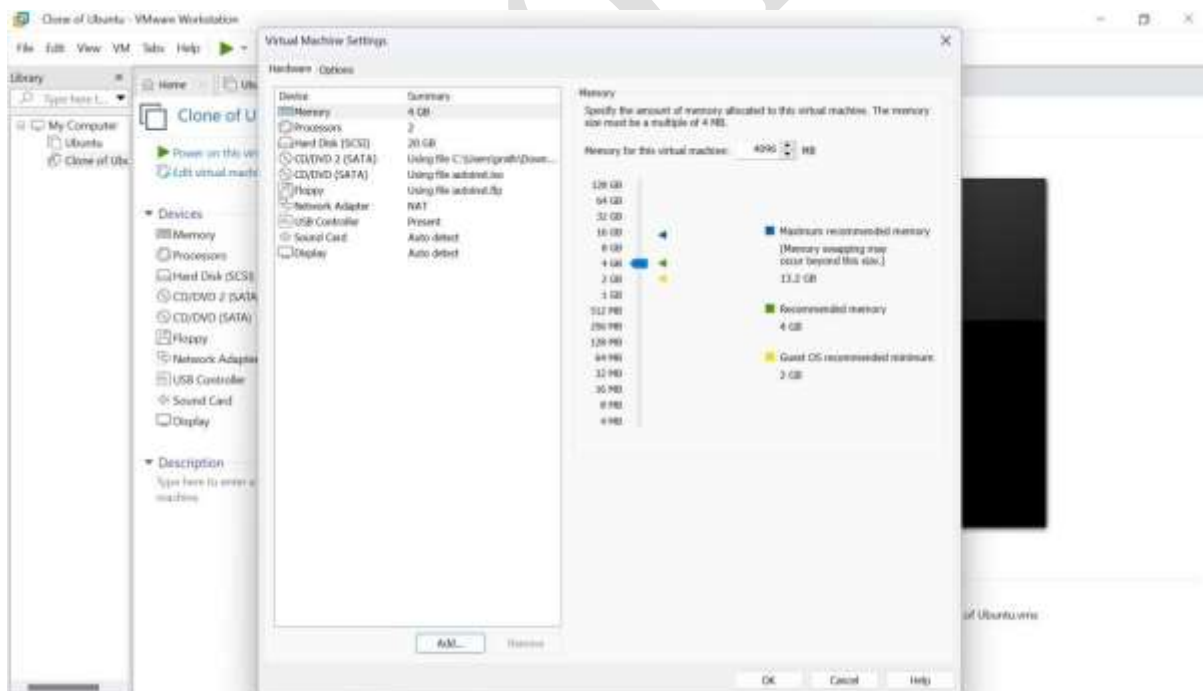 Clone of Ubuntu - VMware Workstation
File Edit View VM Tabs Help
Library
Type here t...
My Computer
Ubuntu
Clone of Ubu
Home
Ubu
Clone of U
Power on this vir
Edit virtual machi
Devices
Memory
Processors
Hard Disk (SCSI)
CD/DVD 2 (SATA
CD/DVD (SATA)
Floppy
Network Adapter
USB Controller
Sound Card
Display
Description
Type here to enter a
machine.
Virtual Machine Settings
Hardware Options
Device Summary
Memory 4 GB
Processors 2
Hard Disk (SCSI) 20 GB
CD/DVD 2 (SATA) Using file C:\Users\prath\Down...
CD/DVD (SATA) Using file autoinst.iso
Floppy Using file autoinst.flp
Network Adapter NAT
USB Controller Present
Sound Card Auto detect
Display Auto detect
Add... Remove
Memory
Specify the amount of memory allocated to this virtual machine. The memory
size must be a multiple of 4 MB.
Memory for this virtual machine: 4096 MB
128 GB
64 GB
32 GB
16 GB
8 GB
4 GB
2 GB
1 GB
512 MB
256 MB
128 MB
64 MB
32 MB
16 MB
8 MB
4 MB
Maximum recommended memory
(Memory swapping may
occur beyond this size.)
13.2 GB
Recommended memory
4 GB
Guest OS recommended minimum
2 GB
of Ubuntu.vmx
OK Cancel Help